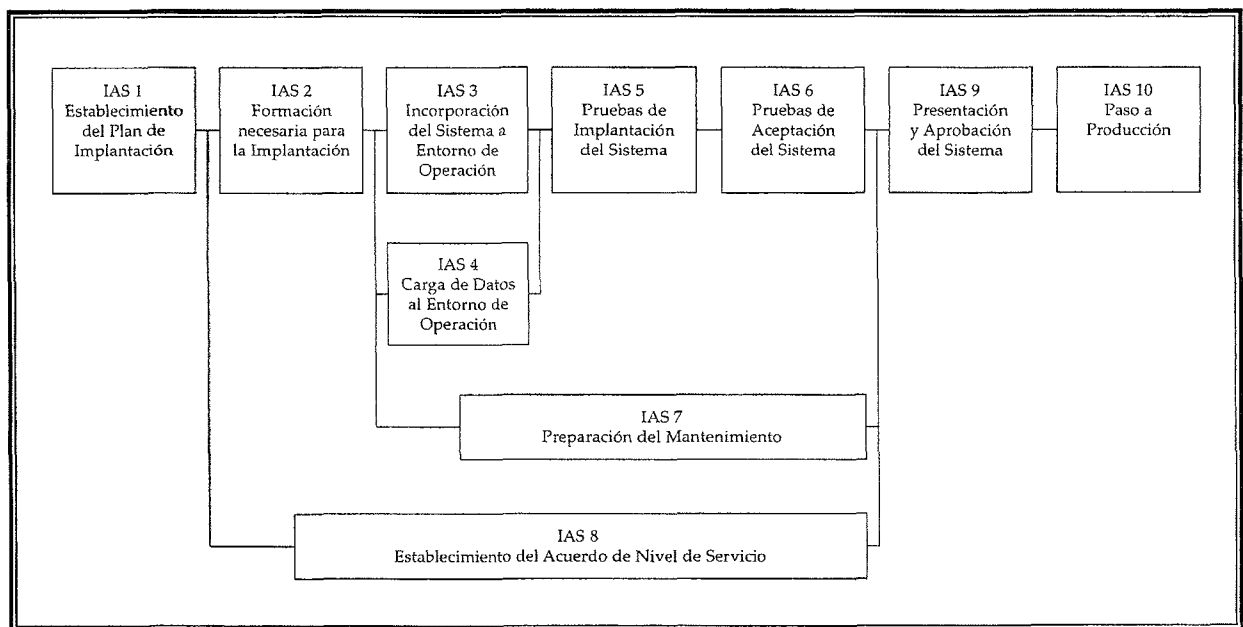 IAS 1
Establecimiento
del Plan de
Implantación
IAS 2
Formación
necesaria para
la Implantación
IAS 3
Incorporación
del Sistema a
Entorno de
Operación
IAS 5
Pruebas de
Implantación
del Sistema
IAS 6
Pruebas de
Aceptación
del Sistema
IAS 9
Presentación
y Aprobación
del Sistema
IAS 10
Paso a
Producción
IAS 4
Carga de Datos
al Entorno de
Operación
IAS 7
Preparación del Mantenimiento
IAS 8
Establecimiento del Acuerdo de Nivel de Servicio